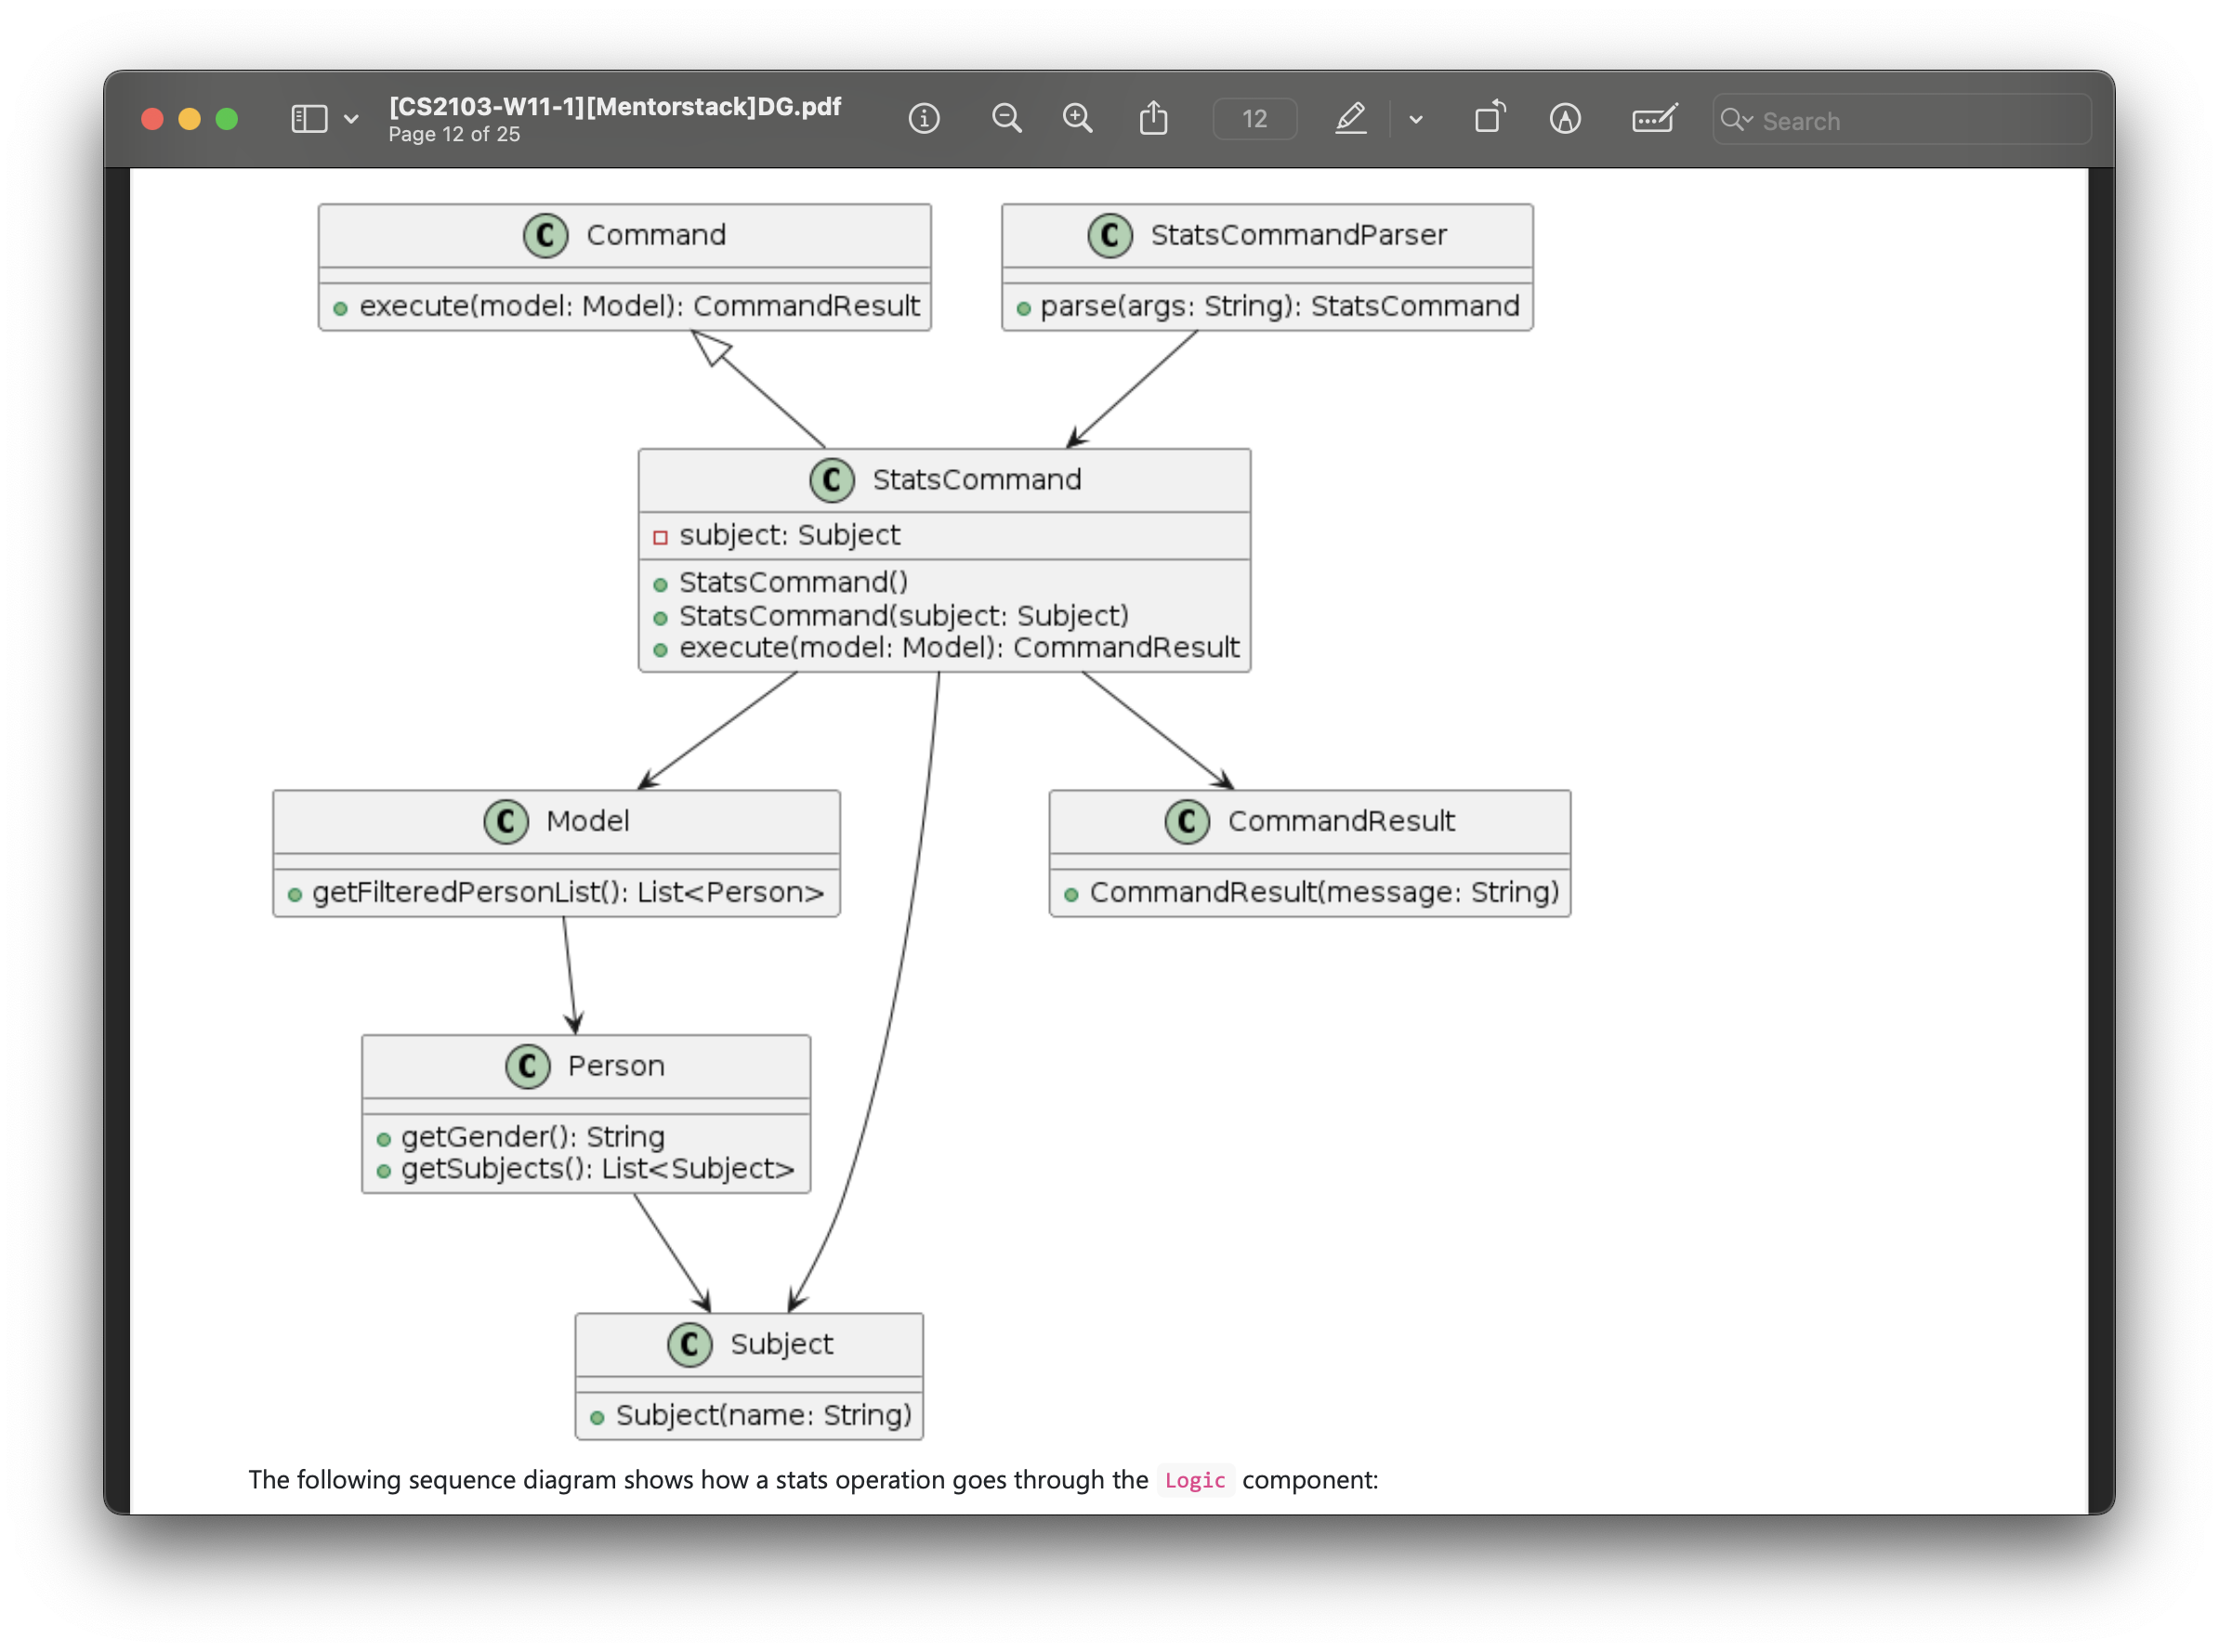 [CS2103-W11-1][Mentorstack]DG.pdf
Page 12 of 25
12
Search
C Command
execute(model: Model): CommandResult
C StatsCommandParser
parse(args: String): StatsCommand
C StatsCommand
subject: Subject
StatsCommand()
StatsCommand(subject: Subject)
execute(model: Model): CommandResult
C Model
getFilteredPersonList(): List<Person>
C CommandResult
CommandResult(message: String)
C Person
getGender(): String
getSubjects(): List<Subject>
C Subject
Subject(name: String)
The following sequence diagram shows how a stats operation goes through the Logic component: